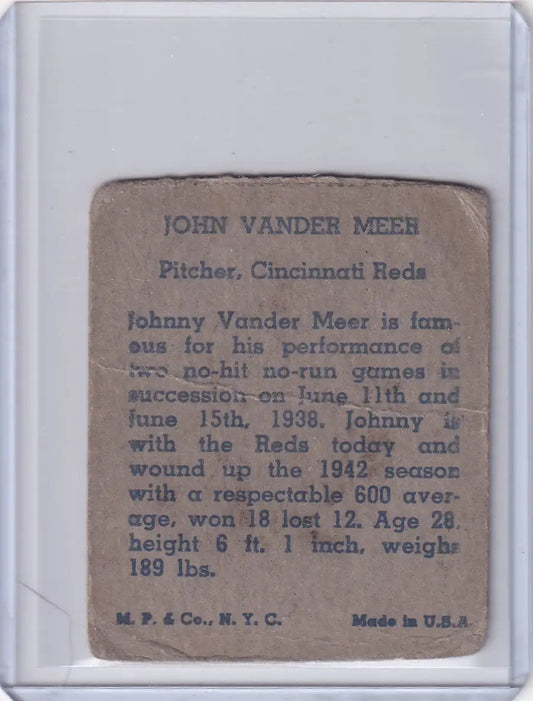 JOHN VANDER MEER
Pitcher, Cincinnati Reds
Johnny Vander Meer is fam-
ous for his performance of
two no-hit no-run games in
succession on June 11th and
June 15th, 1938. Johnny is
with the Reds today and
wound up the 1942 season
with a respectable 600 aver-
age, won 18 lost 12. Age 28,
height 6 ft. 1 inch, weighs
189 lbs.
M. P. & Co., N. Y. C. Made in U.S.A.